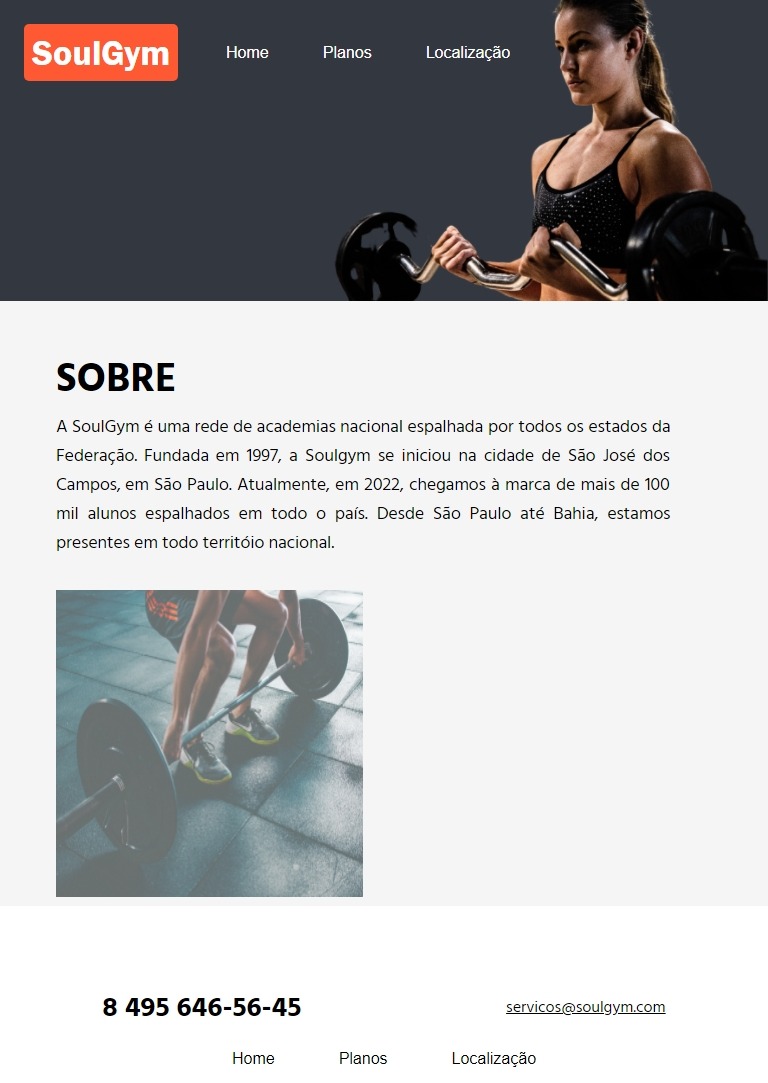 SoulGym
Home Planos Localização
SOBRE
A SoulGym é uma rede de academias nacional espalhada por todos os estados da
Federação. Fundada em 1997, a Soulgym se iniciou na cidade de São José dos
Campos, em São Paulo. Atualmente, em 2022, chegamos à marca de mais de 100
mil alunos espalhados em todo o país. Desde São Paulo até Bahia, estamos
presentes em todo territóio nacional.
8 495 646-56-45
servicos@soulgym.com
Home Planos Localização